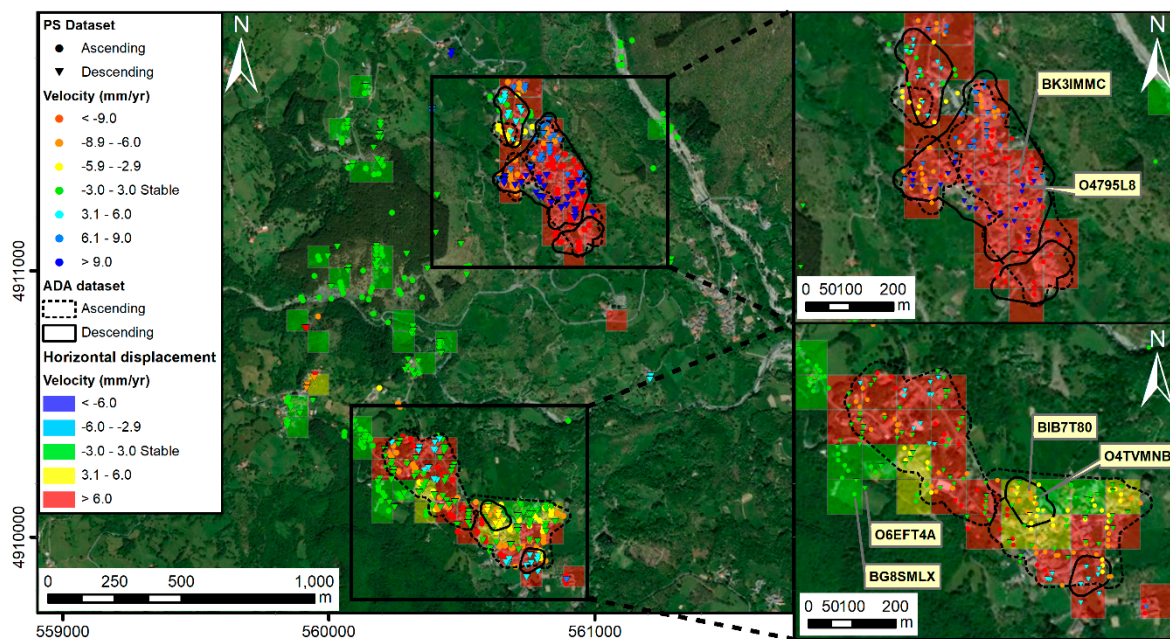 PS Dataset
Ascending
Descending
Velocity (mm/yr)
< -9.0
-8.9 - -6.0
-5.9 - -2.9
-3.0 - 3.0 Stable
3.1 - 6.0
6.1 - 9.0
> 9.0
ADA dataset
Ascending
Descending
Horizontal displacement
Velocity (mm/yr)
< -6.0
-6.0 - -2.9
-3.0 - 3.0 Stable
3.1 - 6.0
> 6.0
N
0 250 500 1,000
m
4911000
4910000
559000 560000 561000
N
BK3IMMC
O4795L8
0 50100 200
m
N
BIB7T80
O4TVMNB
O6EFT4A
BG8SMLX
0 50100 200
m